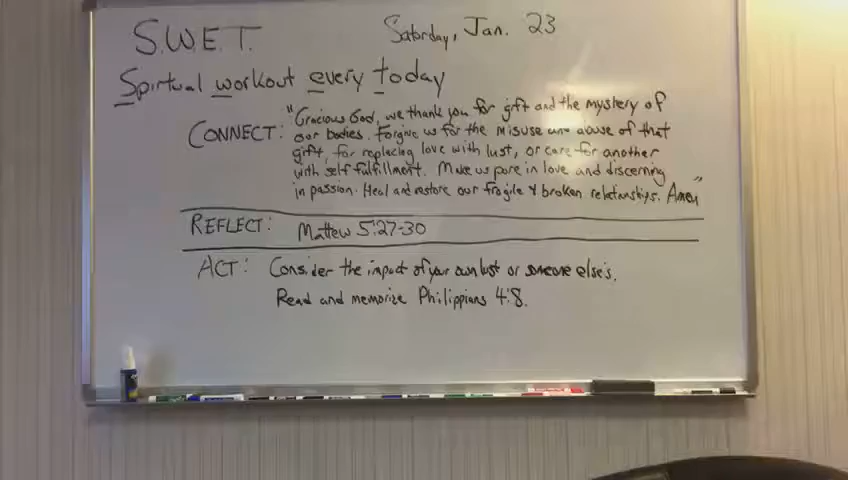 S.W.E.T. Saterday, Jan. 23
Spirtual workout every today
CONNECT: "Gracious God, we thank you for gift and the mystery of
our bodies. Forgive us for the misuse and abuse of that
gift, for replacing love with lust, or care for another
with self fulfillment. Make us pure in love and discerning
in passion. Heal and restore our fragile & broken relationships. Amen"
REFLECT: Mattew 5:27-30
ACT: Consider the impact of your own lust or someone else's.
Read and memorize Philippians 4:8.